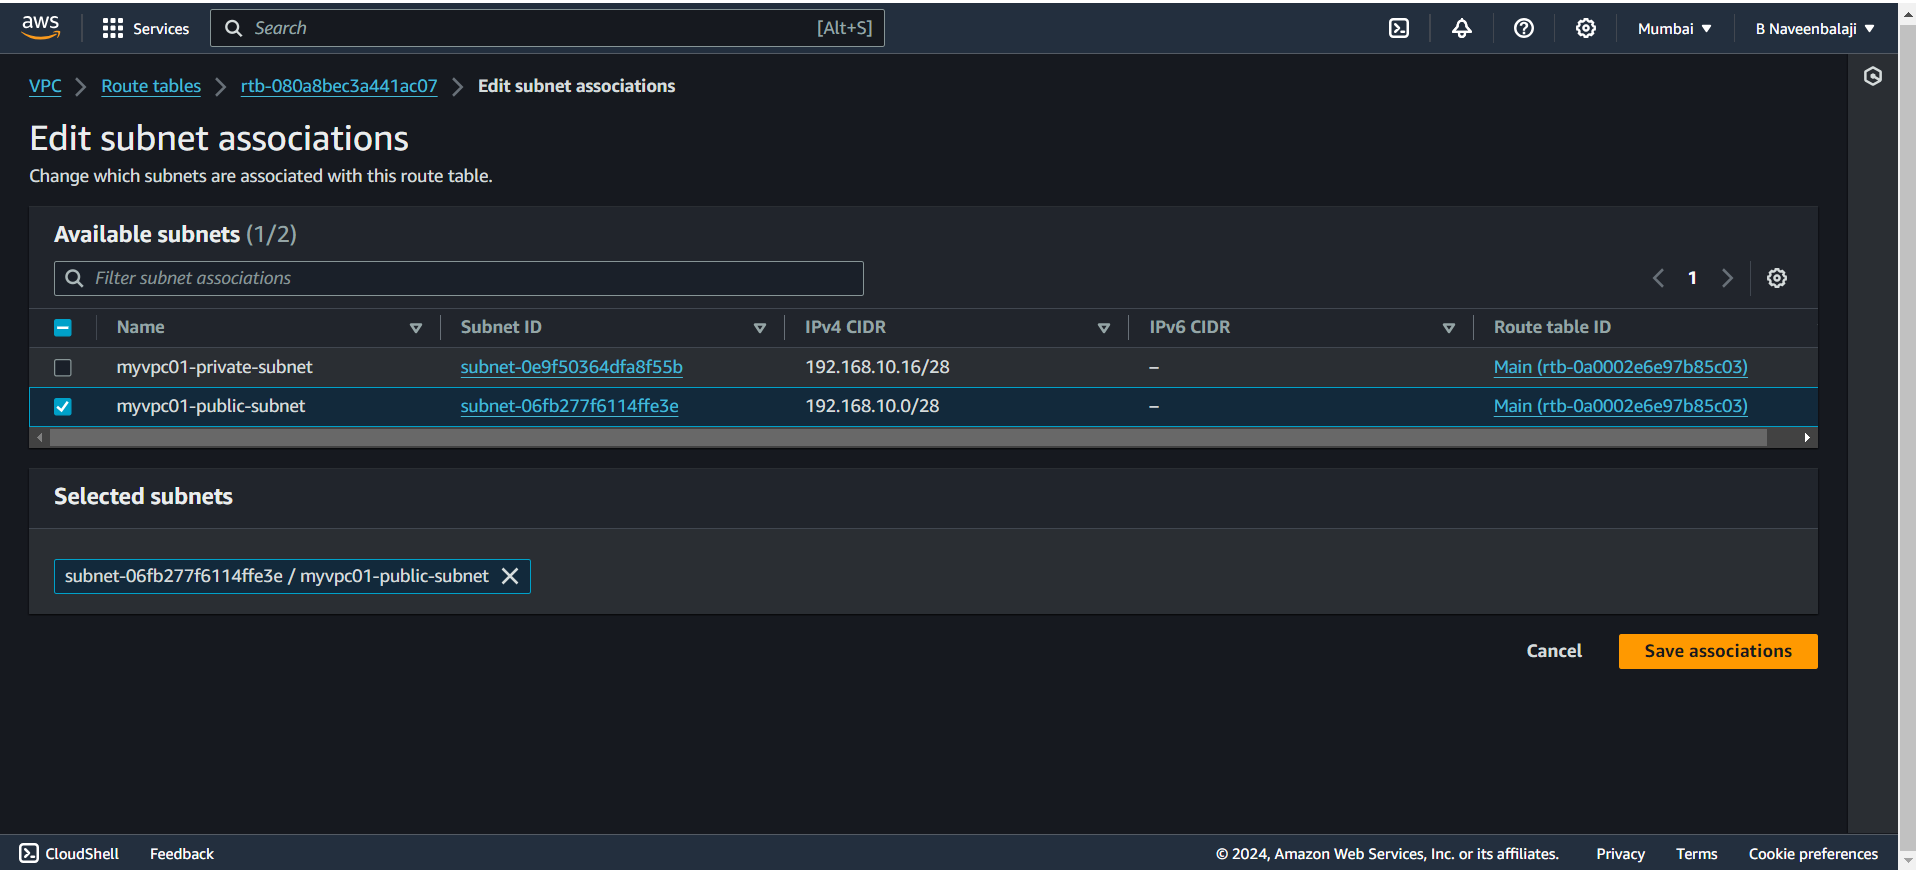 aws Services Search [Alt+S] Mumbai B Naveenbalaji
VPC Route tables rtb-080a8bec3a441ac07 Edit subnet associations
Edit subnet associations
Change which subnets are associated with this route table.
Available subnets (1/2)
Filter subnet associations 1
Name Subnet ID IPv4 CIDR IPv6 CIDR Route table ID
myvpc01-private-subnet subnet-0e9f50364dfa8f55b 192.168.10.16/28 – Main (rtb-0a0002e6e97b85c03)
myvpc01-public-subnet subnet-06fb277f6114ffe3e 192.168.10.0/28 – Main (rtb-0a0002e6e97b85c03)
Selected subnets
subnet-06fb277f6114ffe3e / myvpc01-public-subnet
Cancel Save associations
CloudShell Feedback © 2024, Amazon Web Services, Inc. or its affiliates. Privacy Terms Cookie preferences